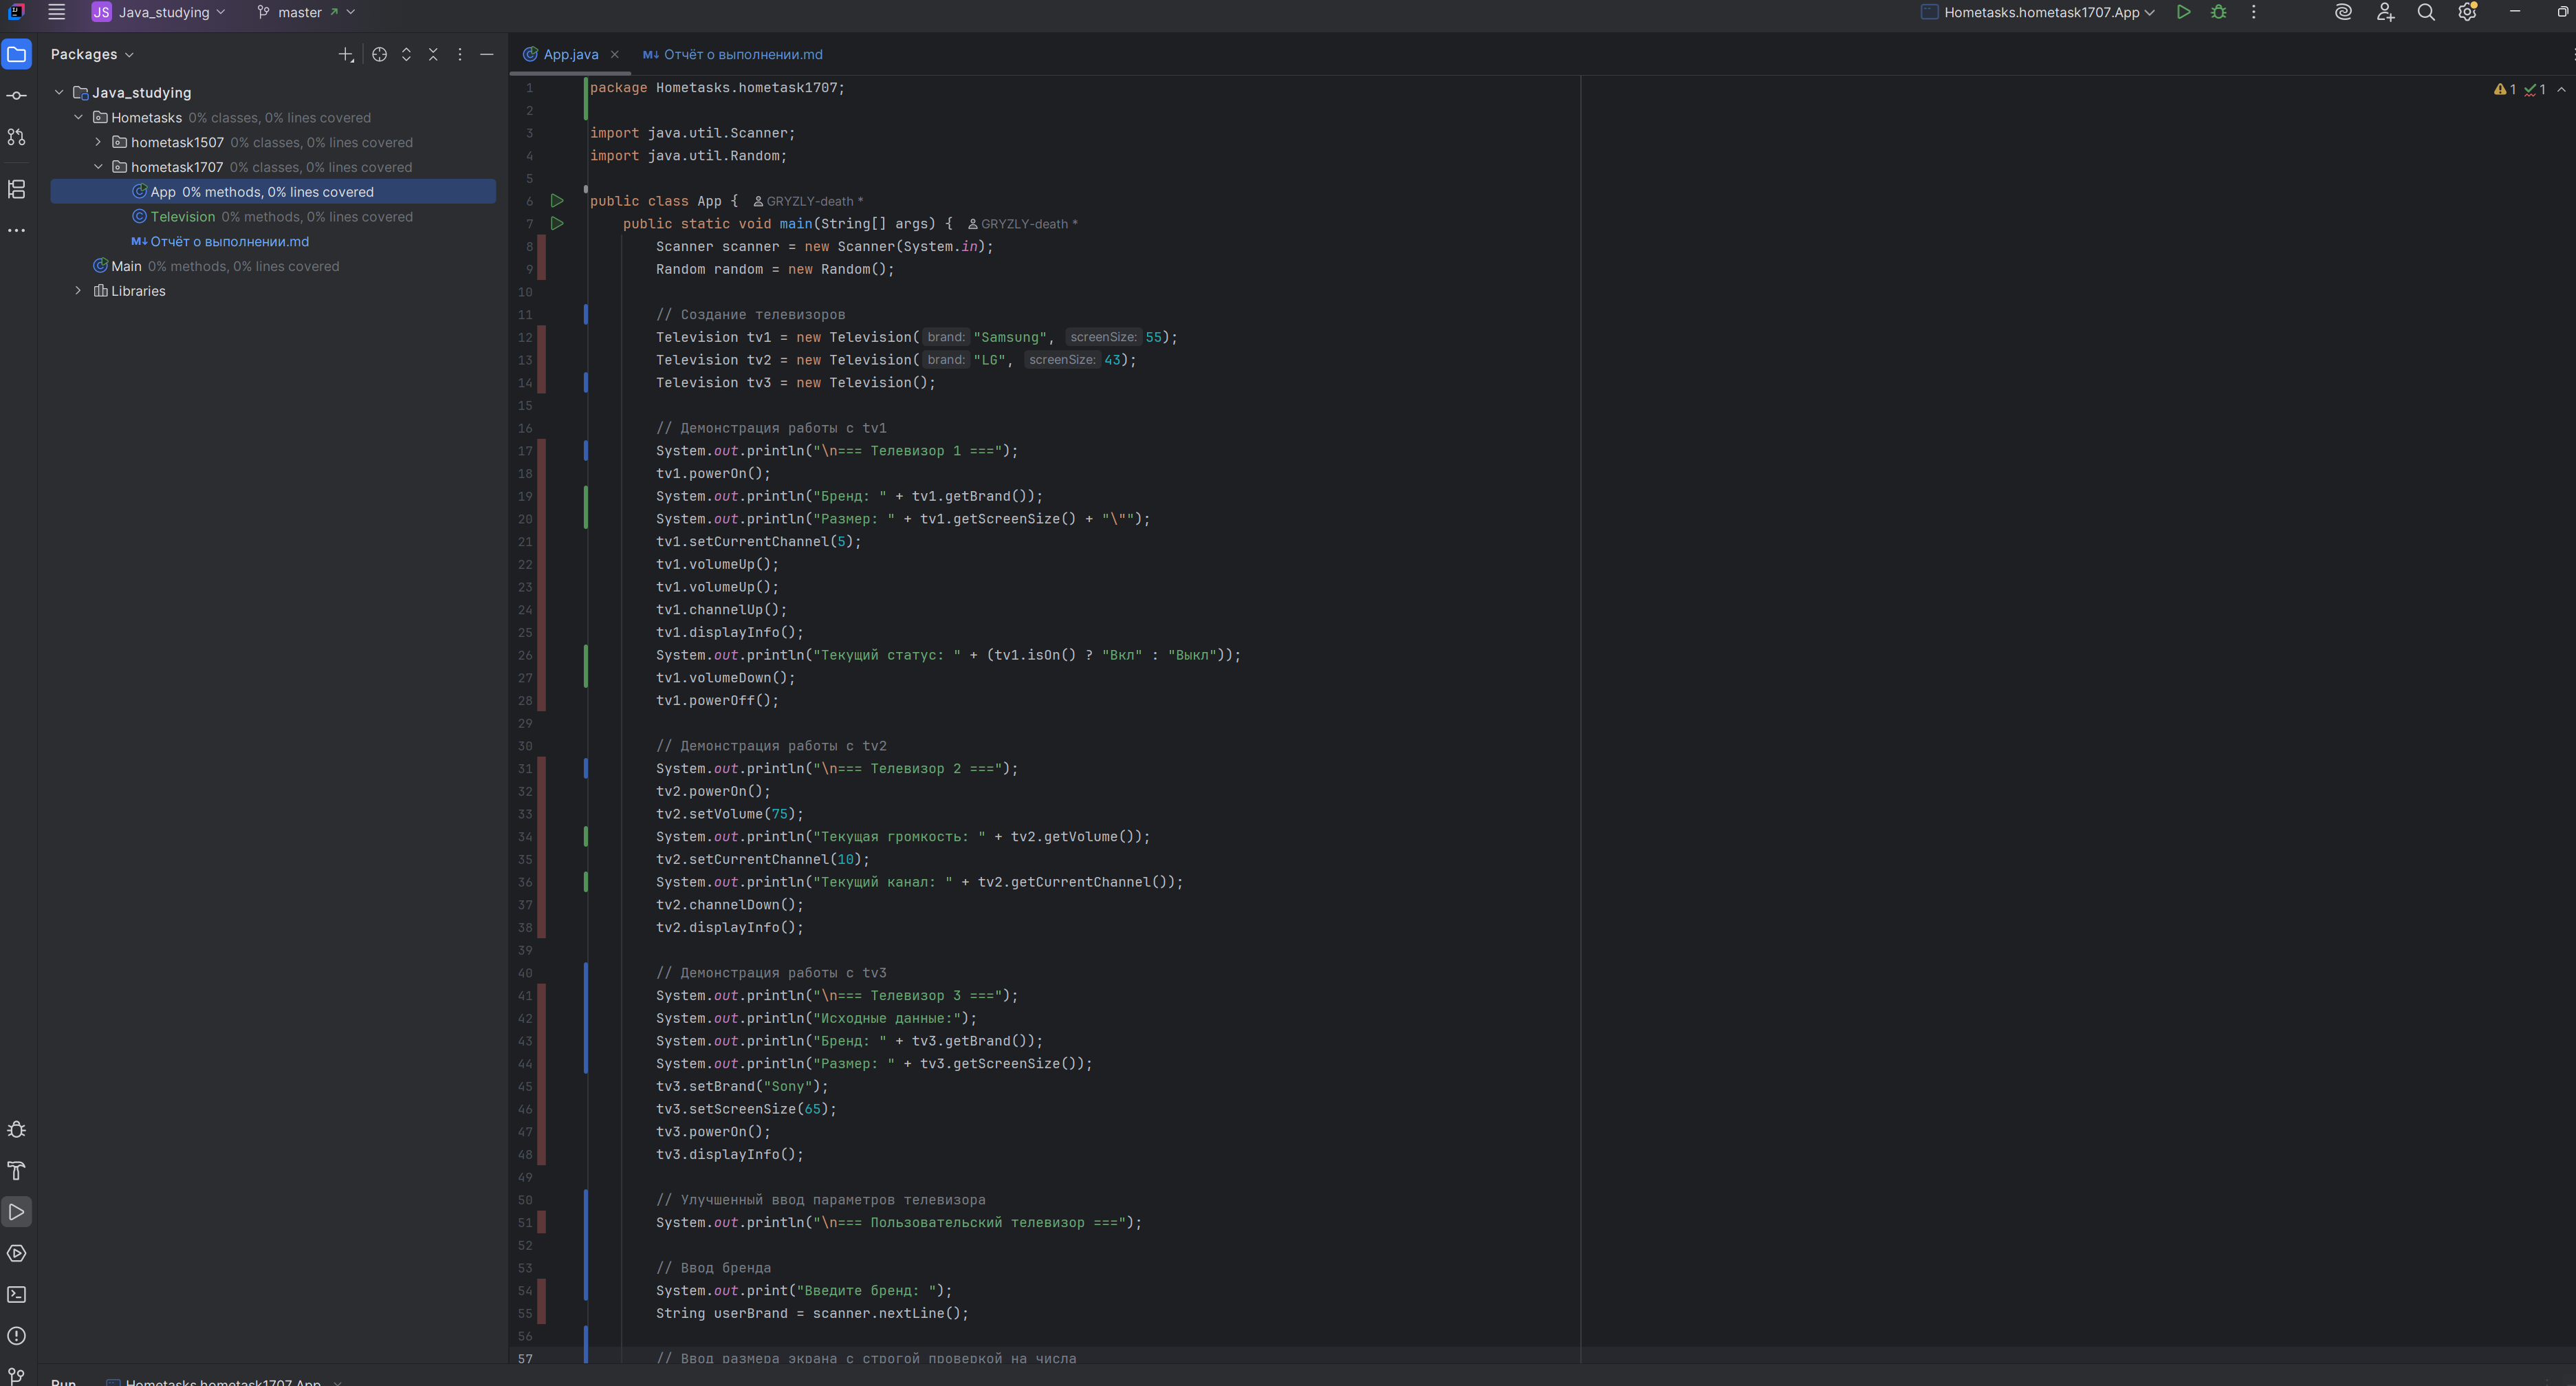 JS Java_studying master Hometasks.hometask1707.App
Packages
App.java M↓ Отчёт о выполнении.md
Java_studying
Hometasks 0% classes, 0% lines covered
hometask1507 0% classes, 0% lines covered
hometask1707 0% classes, 0% lines covered
App 0% methods, 0% lines covered
Television 0% methods, 0% lines covered
M↓ Отчёт о выполнении.md
Main 0% methods, 0% lines covered
Libraries
1 package Hometasks.hometask1707;
2
3 import java.util.Scanner;
4 import java.util.Random;
5
6 public class App { GRYZLY-death *
7 public static void main(String[] args) { GRYZLY-death *
8 Scanner scanner = new Scanner(System.in);
9 Random random = new Random();
10
11 // Создание телевизоров
12 Television tv1 = new Television( brand: "Samsung", screenSize: 55);
13 Television tv2 = new Television( brand: "LG", screenSize: 43);
14 Television tv3 = new Television();
15
16 // Демонстрация работы с tv1
17 System.out.println("\n=== Телевизор 1 ===");
18 tv1.powerOn();
19 System.out.println("Бренд: " + tv1.getBrand());
20 System.out.println("Размер: " + tv1.getScreenSize() + "\"");
21 tv1.setCurrentChannel(5);
22 tv1.volumeUp();
23 tv1.volumeUp();
24 tv1.channelUp();
25 tv1.displayInfo();
26 System.out.println("Текущий статус: " + (tv1.isOn() ? "Вкл" : "Выкл"));
27 tv1.volumeDown();
28 tv1.powerOff();
29
30 // Демонстрация работы с tv2
31 System.out.println("\n=== Телевизор 2 ===");
32 tv2.powerOn();
33 tv2.setVolume(75);
34 System.out.println("Текущая громкость: " + tv2.getVolume());
35 tv2.setCurrentChannel(10);
36 System.out.println("Текущий канал: " + tv2.getCurrentChannel());
37 tv2.channelDown();
38 tv2.displayInfo();
39
40 // Демонстрация работы с tv3
41 System.out.println("\n=== Телевизор 3 ===");
42 System.out.println("Исходные данные:");
43 System.out.println("Бренд: " + tv3.getBrand());
44 System.out.println("Размер: " + tv3.getScreenSize());
45 tv3.setBrand("Sony");
46 tv3.setScreenSize(65);
47 tv3.powerOn();
48 tv3.displayInfo();
49
50 // Улучшенный ввод параметров телевизора
51 System.out.println("\n=== Пользовательский телевизор ===");
52
53 // Ввод бренда
54 System.out.print("Введите бренд: ");
55 String userBrand = scanner.nextLine();
56
57 // Ввод размера экрана с строгой проверкой на числа
1 1
Run Hometasks.hometask1707.App